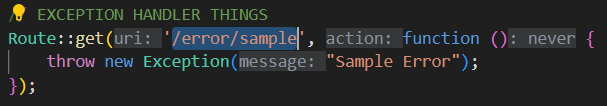 💡 EXCEPTION HANDLER THINGS
Route::get(uri: '/error/sample', action: function (): never {
    throw new Exception(message: "Sample Error");
});